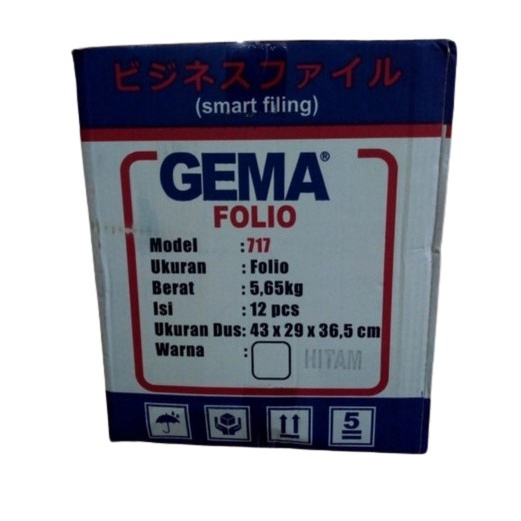 ビジネスファイル
(smart filing)
GEMA®
FOLIO
Model : 717
Ukuran : Folio
Berat : 5,65kg
Isi : 12 pcs
Ukuran Dus: 43 x 29 x 36,5 cm
Warna : HITAM
5